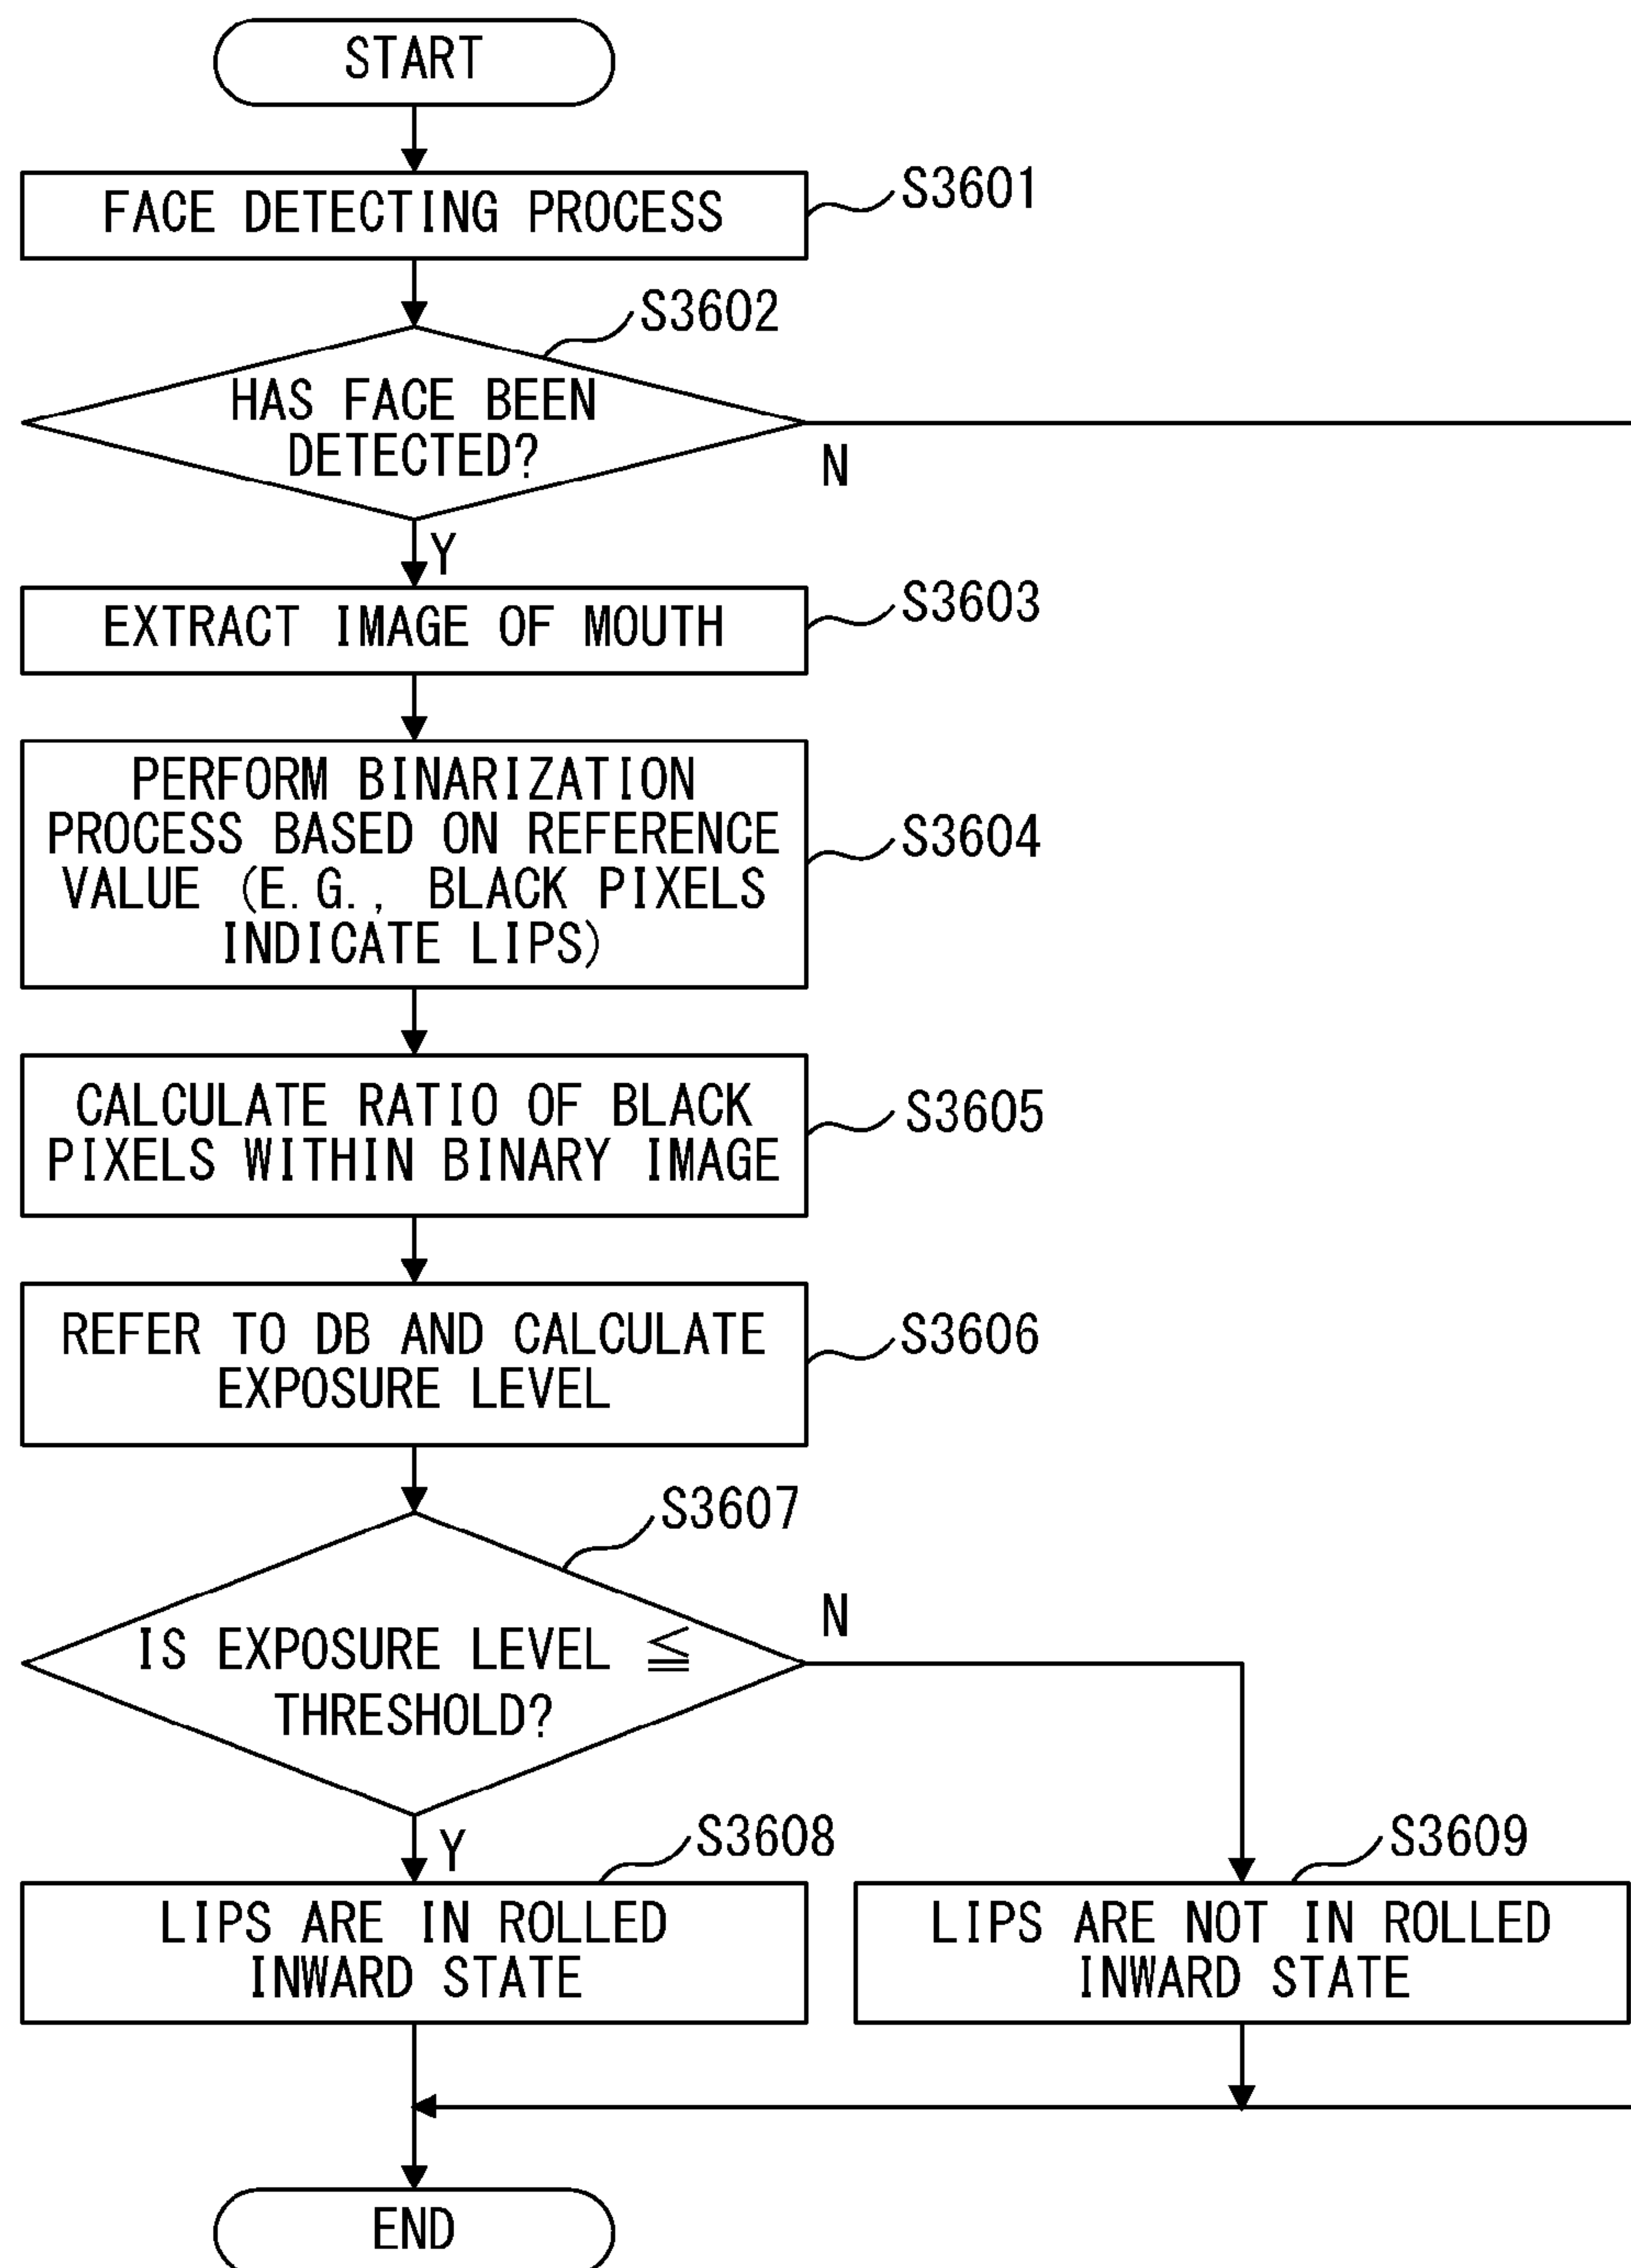 START
FACE DETECTING PROCESS
S3601
S3602
HAS FACE BEEN
DETECTED?
N
Y
EXTRACT IMAGE OF MOUTH
S3603
PERFORM BINARIZATION
PROCESS BASED ON REFERENCE
VALUE (E.G., BLACK PIXELS
INDICATE LIPS)
S3604
CALCULATE RATIO OF BLACK
PIXELS WITHIN BINARY IMAGE
S3605
REFER TO DB AND CALCULATE
EXPOSURE LEVEL
S3606
S3607
IS EXPOSURE LEVEL ≦
THRESHOLD?
N
Y
S3608
LIPS ARE IN ROLLED
INWARD STATE
S3609
LIPS ARE NOT IN ROLLED
INWARD STATE
END